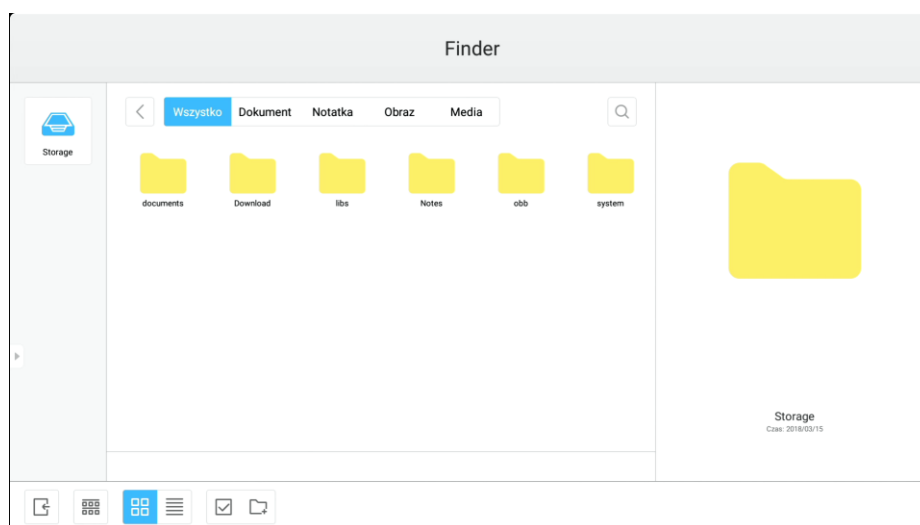 Finder
Storage
Wszystko Dokument Notatka Obraz Media
documents Download libs Notes obb system
Storage
Czas: 2018/03/15